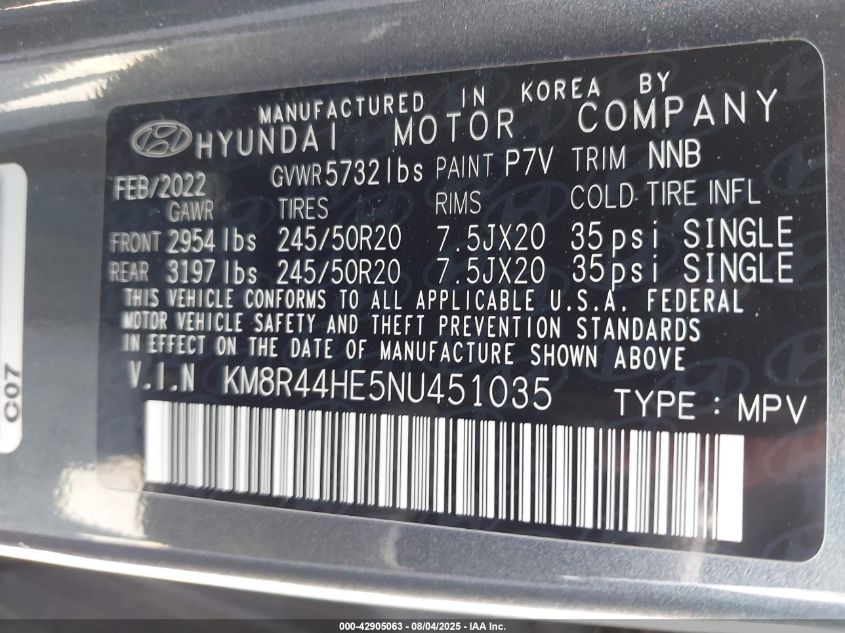 MANUFACTURED IN KOREA BY
HYUNDAI MOTOR COMPANY
FEB/2022 GVWR 5732 lbs PAINT P7V TRIM NNB
GAWR TIRES RIMS COLD TIRE INFL
FRONT 2954 lbs 245/50R20 7.5JX20 35psi SINGLE
REAR 3197 lbs 245/50R20 7.5JX20 35psi SINGLE
THIS VEHICLE CONFORMS TO ALL APPLICABLE U.S.A. FEDERAL
MOTOR VEHICLE SAFETY AND THEFT PREVENTION STANDARDS
IN EFFECT ON THE DATE OF MANUFACTURE SHOWN ABOVE
V.I.N KM8R44HE5NU451035 TYPE : MPV
C07
000-42905063 - 08/04/2025 - IAA Inc.